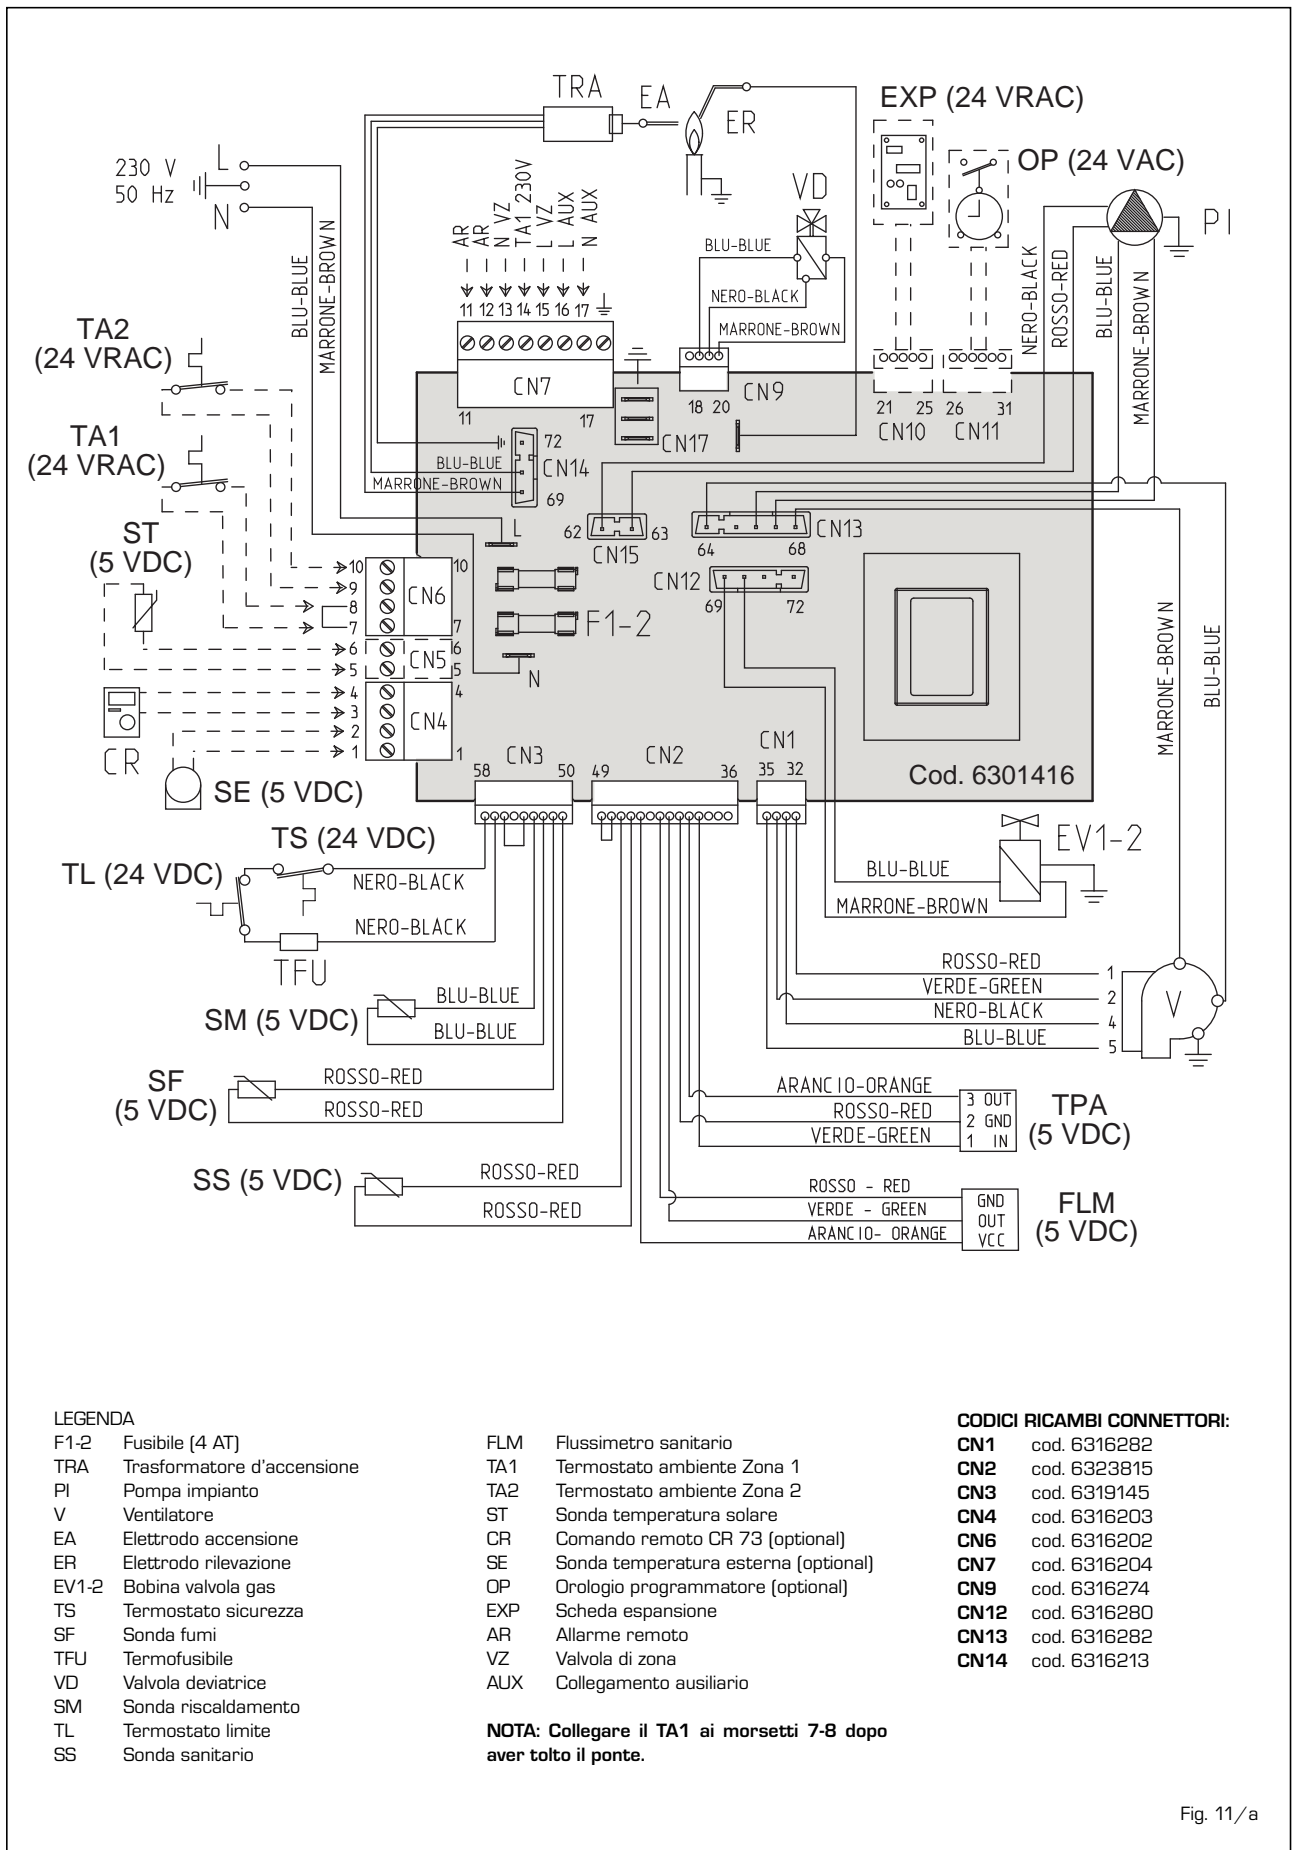 TRA
EA
ER
EXP (24 VRAC)
OP (24 VAC)
PI
230 V
50 Hz
L
N
VD
AR
AR
N VZ
TA1 230V
L VZ
L AUX
N AUX
11 12 13 14 15 16 17
BLU-BLUE
MARRONE-BROWN
BLU-BLUE
NERO-BLACK
MARRONE-BROWN
NERO-BLACK
ROSSO-RED
BLU-BLUE
MARRONE-BROWN
TA2
(24 VRAC)
TA1
(24 VRAC)
ST
(5 VDC)
CN7
11 17
CN17
18 20
CN9
21 25
CN10
26 31
CN11
72
CN14
69
BLU-BLUE
MARRONE-BROWN
L
62 63
CN15
64 68
CN13
CN12
69 72
F1-2
N
10 10
9
8
7 7
CN6
6 6
5 5
CN5
4 4
3
2
1 1
CN4
CR
SE (5 VDC)
MARRONE-BROWN
BLU-BLUE
58 CN3 50
49 CN2 36
CN1
35 32
Cod. 6301416
TS (24 VDC)
TL (24 VDC)
NERO-BLACK
NERO-BLACK
TFU
EV1-2
BLU-BLUE
MARRONE-BROWN
SM (5 VDC)
BLU-BLUE
BLU-BLUE
ROSSO-RED 1
VERDE-GREEN 2
NERO-BLACK 4
BLU-BLUE 5
V
SF
(5 VDC)
ROSSO-RED
ROSSO-RED
ARANCIO-ORANGE 3 OUT
ROSSO-RED 2 GND
VERDE-GREEN 1 IN
TPA
(5 VDC)
SS (5 VDC)
ROSSO-RED
ROSSO-RED
ROSSO - RED GND
VERDE - GREEN OUT
ARANCIO- ORANGE VCC
FLM
(5 VDC)
LEGENDA
F1-2 Fusibile (4 AT)
TRA Trasformatore d'accensione
PI Pompa impianto
V Ventilatore
EA Elettrodo accensione
ER Elettrodo rilevazione
EV1-2 Bobina valvola gas
TS Termostato sicurezza
SF Sonda fumi
TFU Termofusibile
VD Valvola deviatrice
SM Sonda riscaldamento
TL Termostato limite
SS Sonda sanitario
FLM Flussimetro sanitario
TA1 Termostato ambiente Zona 1
TA2 Termostato ambiente Zona 2
ST Sonda temperatura solare
CR Comando remoto CR 73 (optional)
SE Sonda temperatura esterna (optional)
OP Orologio programmatore (optional)
EXP Scheda espansione
AR Allarme remoto
VZ Valvola di zona
AUX Collegamento ausiliario
NOTA: Collegare il TA1 ai morsetti 7-8 dopo
aver tolto il ponte.
CODICI RICAMBI CONNETTORI:
CN1 cod. 6316282
CN2 cod. 6323815
CN3 cod. 6319145
CN4 cod. 6316203
CN6 cod. 6316202
CN7 cod. 6316204
CN9 cod. 6316274
CN12 cod. 6316280
CN13 cod. 6316282
CN14 cod. 6316213
Fig. 11/a